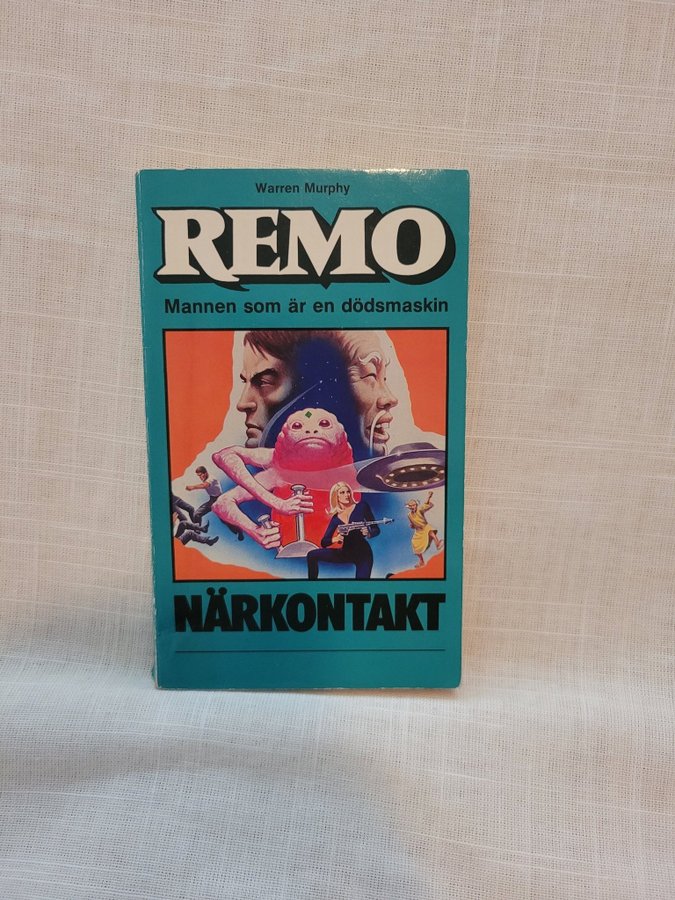 Warren Murphy
REMO
Mannen som är en dödsmaskin
NÄRKONTAKT